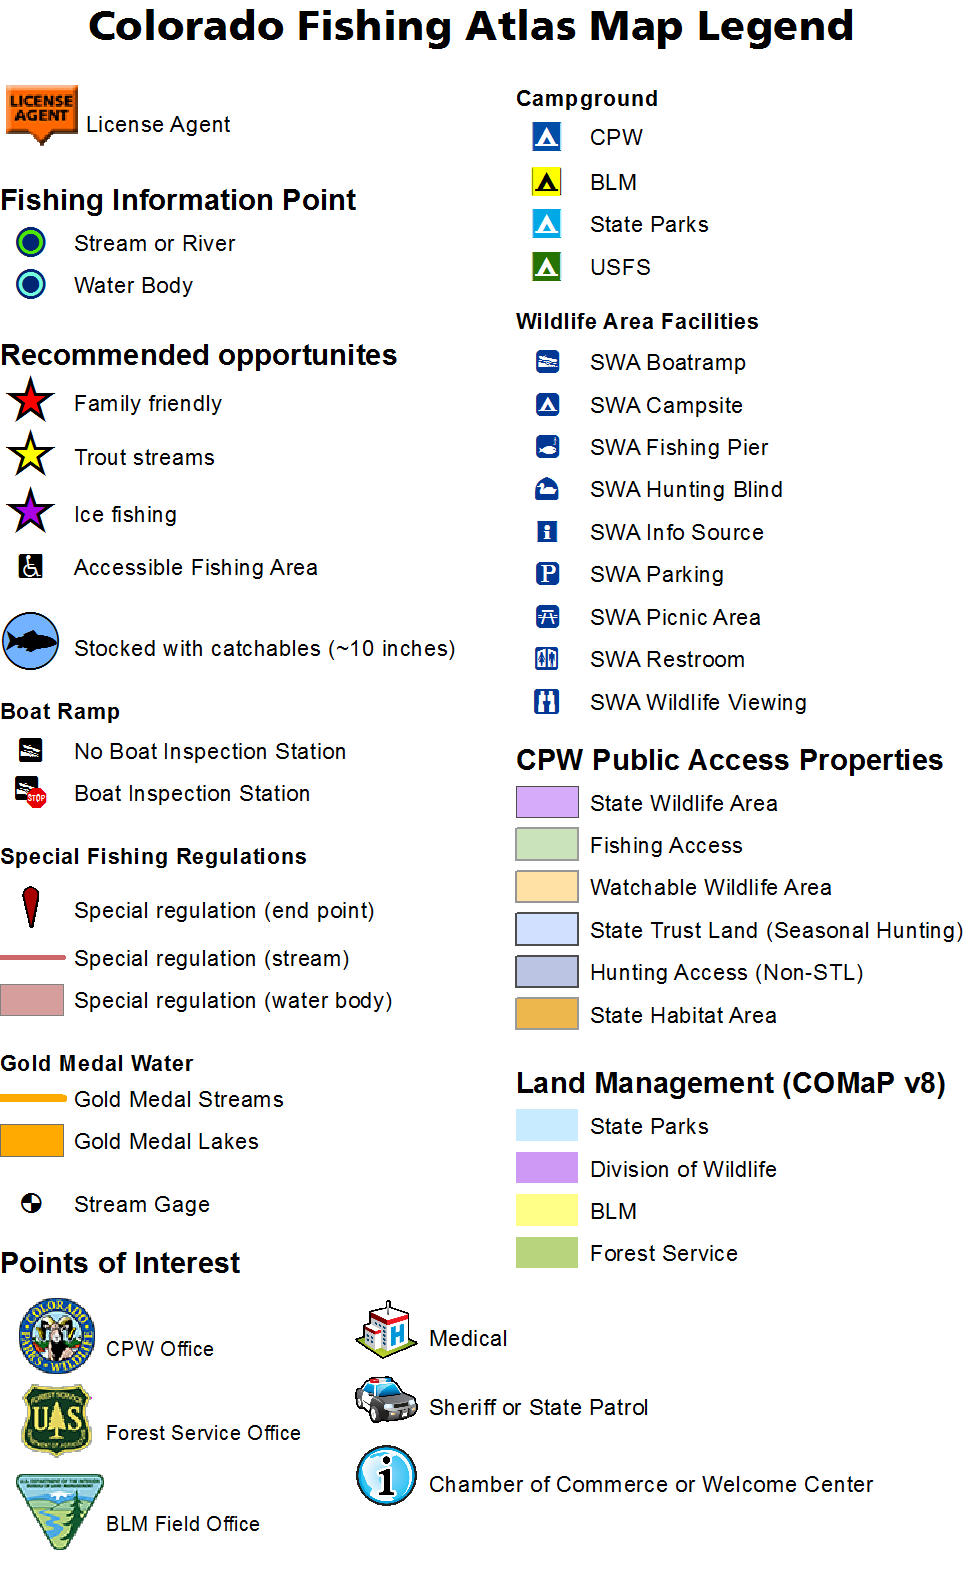 Colorado Fishing Atlas Map Legend
LICENSE
AGENT
License Agent
Fishing Information Point
Stream or River
Water Body
Recommended opportunites
Family friendly
Trout streams
Ice fishing
Accessible Fishing Area
Stocked with catchables (~10 inches)
Boat Ramp
No Boat Inspection Station
STOP
Boat Inspection Station
Special Fishing Regulations
Special regulation (end point)
Special regulation (stream)
Special regulation (water body)
Gold Medal Water
Gold Medal Streams
Gold Medal Lakes
Stream Gage
Campground
CPW
BLM
State Parks
USFS
Wildlife Area Facilities
SWA Boatramp
SWA Campsite
SWA Fishing Pier
SWA Hunting Blind
i
SWA Info Source
P
SWA Parking
SWA Picnic Area
SWA Restroom
SWA Wildlife Viewing
CPW Public Access Properties
State Wildlife Area
Fishing Access
Watchable Wildlife Area
State Trust Land (Seasonal Hunting)
Hunting Access (Non-STL)
State Habitat Area
Land Management (COMaP v8)
State Parks
Division of Wildlife
BLM
Forest Service
Points of Interest
COLORADO
PARKS & WILDLIFE
CPW Office
FOREST SERVICE
U S
DEPARTMENT OF AGRICULTURE
Forest Service Office
U.S. DEPARTMENT OF THE INTERIOR
BUREAU OF LAND MANAGEMENT
BLM Field Office
H
Medical
Sheriff or State Patrol
i
Chamber of Commerce or Welcome Center